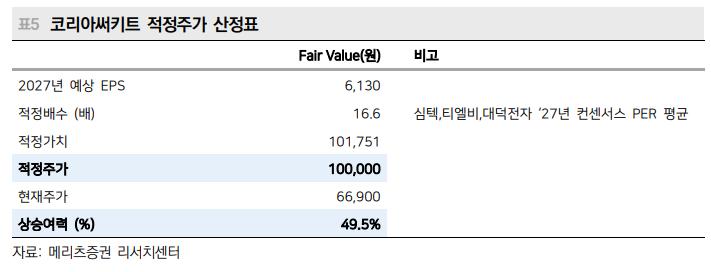 표5 코리아써키트 적정주가 산정표
Fair Value(원) 비고
2027년 예상 EPS 6,130
적정배수 (배) 16.6 심텍,티엘비,대덕전자 ‘27년 컨센서스 PER 평균
적정가치 101,751
적정주가 100,000
현재주가 66,900
상승여력 (%) 49.5%
자료: 메리츠증권 리서치센터